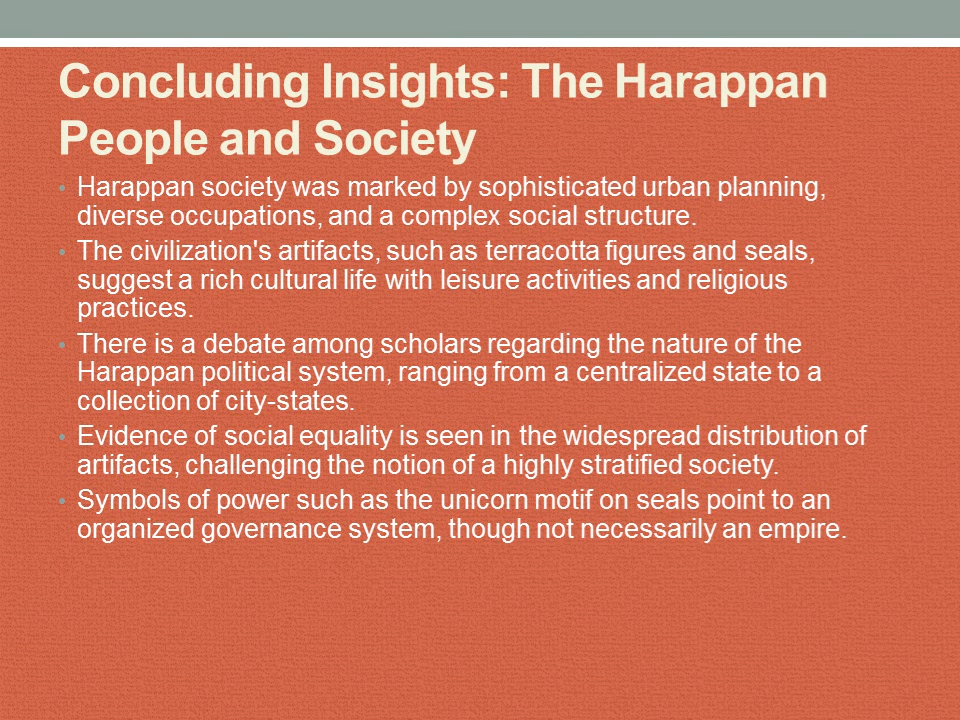 Concluding Insights: The Harappan
People and Society
• Harappan society was marked by sophisticated urban planning,
diverse occupations, and a complex social structure.
• The civilization's artifacts, such as terracotta figures and seals,
suggest a rich cultural life with leisure activities and religious
practices.
• There is a debate among scholars regarding the nature of the
Harappan political system, ranging from a centralized state to a
collection of city-states.
• Evidence of social equality is seen in the widespread distribution of
artifacts, challenging the notion of a highly stratified society.
• Symbols of power such as the unicorn motif on seals point to an
organized governance system, though not necessarily an empire.